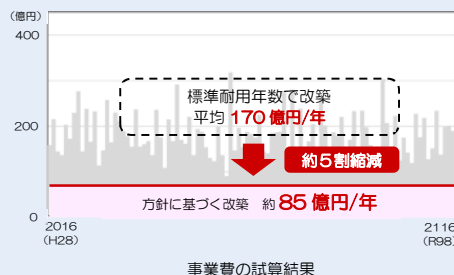 (億円)
400
標準耐用年数で改築
平均 170 億円/年
200
約5割縮減
方針に基づく改築 約 85 億円/年
0
2016
(H28)
2116
(R98)
事業費の試算結果